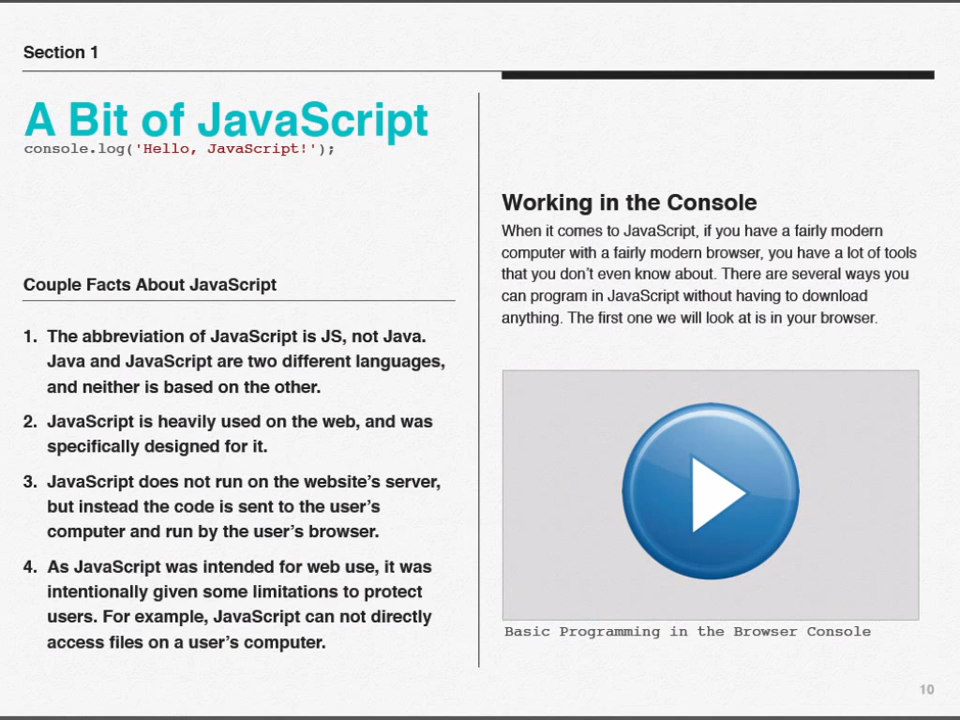 Section 1
A Bit of JavaScript
console.log('Hello, JavaScript!');
Couple Facts About JavaScript
1. The abbreviation of JavaScript is JS, not Java.
Java and JavaScript are two different languages,
and neither is based on the other.
2. JavaScript is heavily used on the web, and was
specifically designed for it.
3. JavaScript does not run on the website’s server,
but instead the code is sent to the user’s
computer and run by the user’s browser.
4. As JavaScript was intended for web use, it was
intentionally given some limitations to protect
users. For example, JavaScript can not directly
access files on a user’s computer.
Working in the Console
When it comes to JavaScript, if you have a fairly modern
computer with a fairly modern browser, you have a lot of tools
that you don’t even know about. There are several ways you
can program in JavaScript without having to download
anything. The first one we will look at is in your browser.
Basic Programming in the Browser Console
10